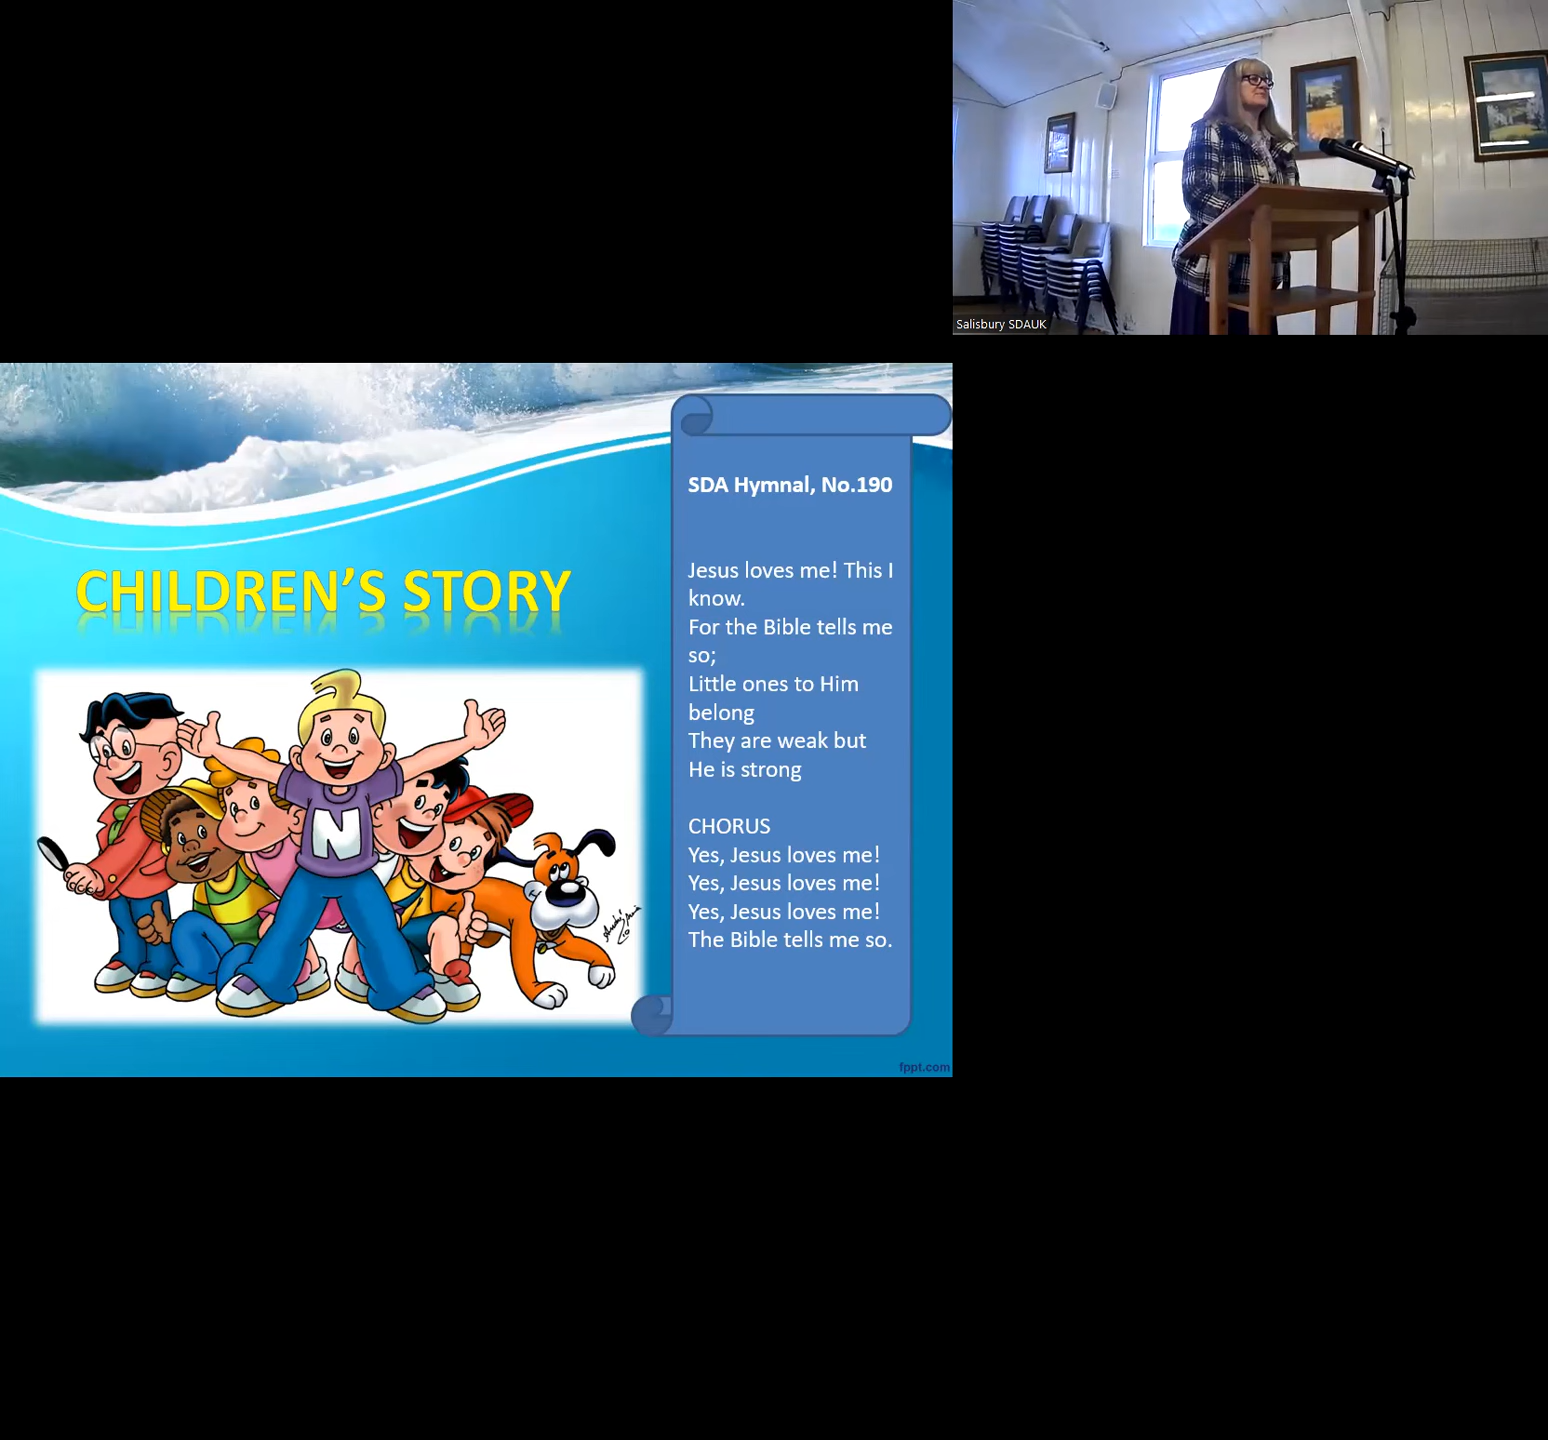 Salisbury SDAUK
SDA Hymnal, No.190
CHILDREN'S STORY
Jesus loves me! This I
know.
For the Bible tells me
so;
Little ones to Him
belong
They are weak but
He is strong
CHORUS
Yes, Jesus loves me!
Yes, Jesus loves me!
Yes, Jesus loves me!
The Bible tells me so.
N
fppt.com